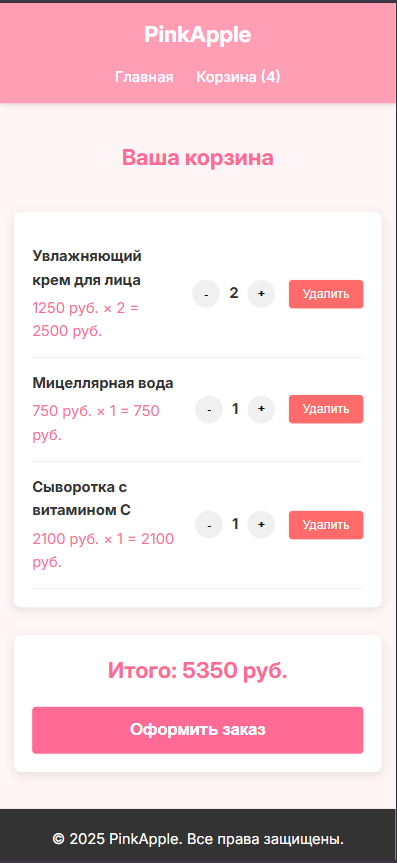 PinkApple
Главная Корзина (4)
Ваша корзина
Увлажняющий
крем для лица
1250 руб. × 2 =
2500 руб.
- 2 + Удалить
Мицеллярная вода
750 руб. × 1 = 750
руб.
- 1 + Удалить
Сыворотка с
витамином C
2100 руб. × 1 = 2100
руб.
- 1 + Удалить
Итого: 5350 руб.
Оформить заказ
© 2025 PinkApple. Все права защищены.